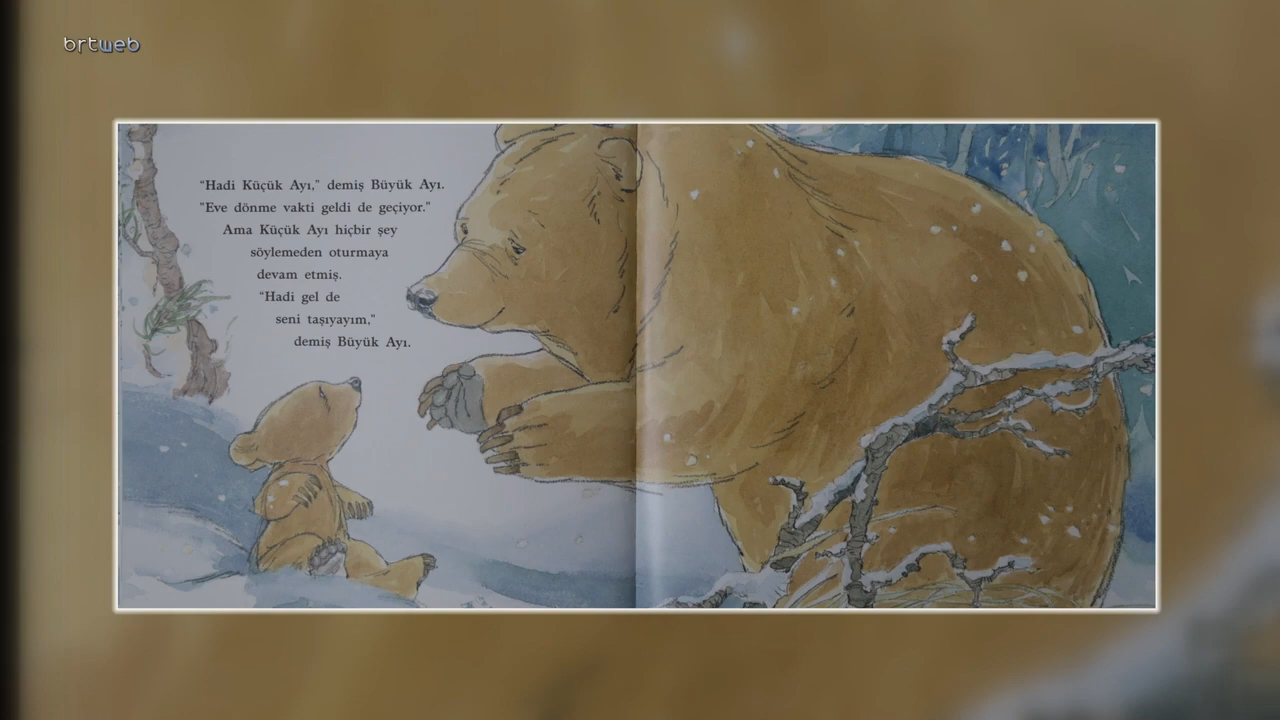 brtweb
"Hadi Küçük Ayı," demiş Büyük Ayı.
"Eve dönme vakti geldi de geçiyor."
Ama Küçük Ayı hiçbir şey
söylemeden oturmaya
devam etmiş.
"Hadi gel de
seni taşıyayım,"
demiş Büyük Ayı.